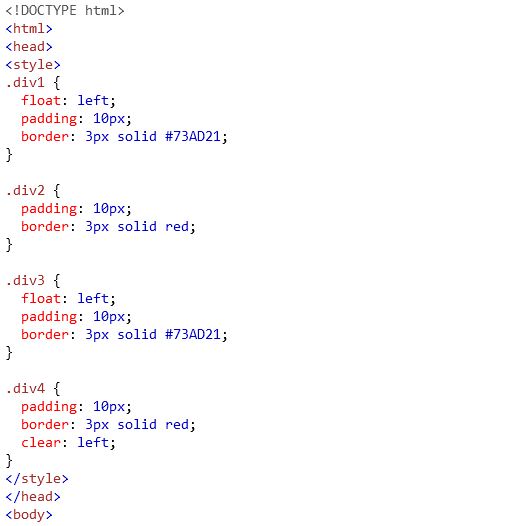 <!DOCTYPE html>
<html>
<head>
<style>
.div1 {
  float: left;
  padding: 10px;
  border: 3px solid #73AD21;
}

.div2 {
  padding: 10px;
  border: 3px solid red;
}

.div3 {
  float: left;
  padding: 10px;
  border: 3px solid #73AD21;
}

.div4 {
  padding: 10px;
  border: 3px solid red;
  clear: left;
}
</style>
</head>
<body>